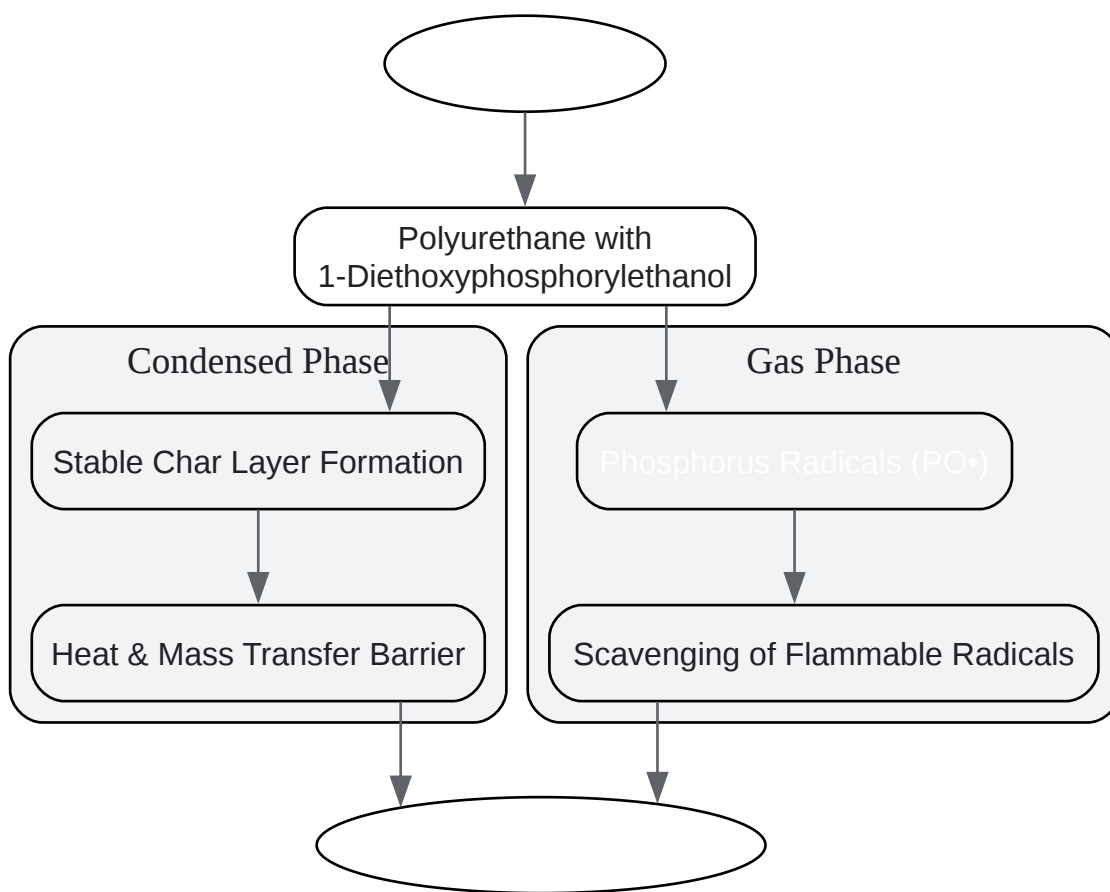 Polyurethane with
1-Diethoxyphosphorylethanol
Condensed Phase
Gas Phase
Stable Char Layer Formation
Phosphorus Radicals (PO•)
Heat & Mass Transfer Barrier
Scavenging of Flammable Radicals